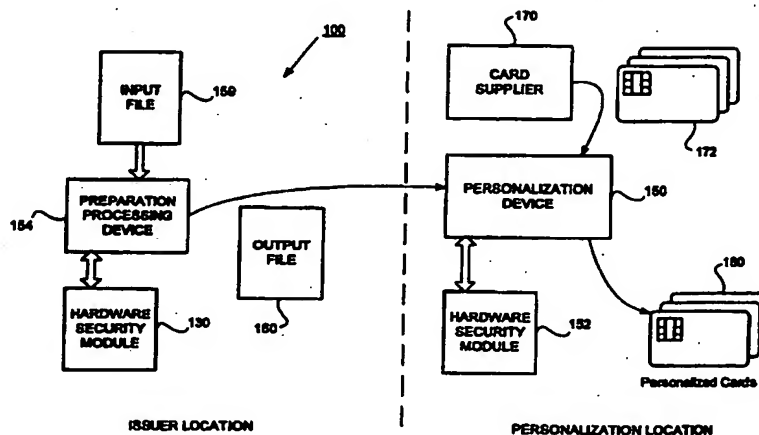 100
INPUT
FILE
159
PREPARATION
PROCESSING
DEVICE
154
HARDWARE
SECURITY
MODULE
130
OUTPUT
FILE
160
ISSUER LOCATION
170
CARD
SUPPLIER
172
PERSONALIZATION
DEVICE
150
HARDWARE
SECURITY
MODULE
152
180
Personalized Cards
PERSONALIZATION LOCATION